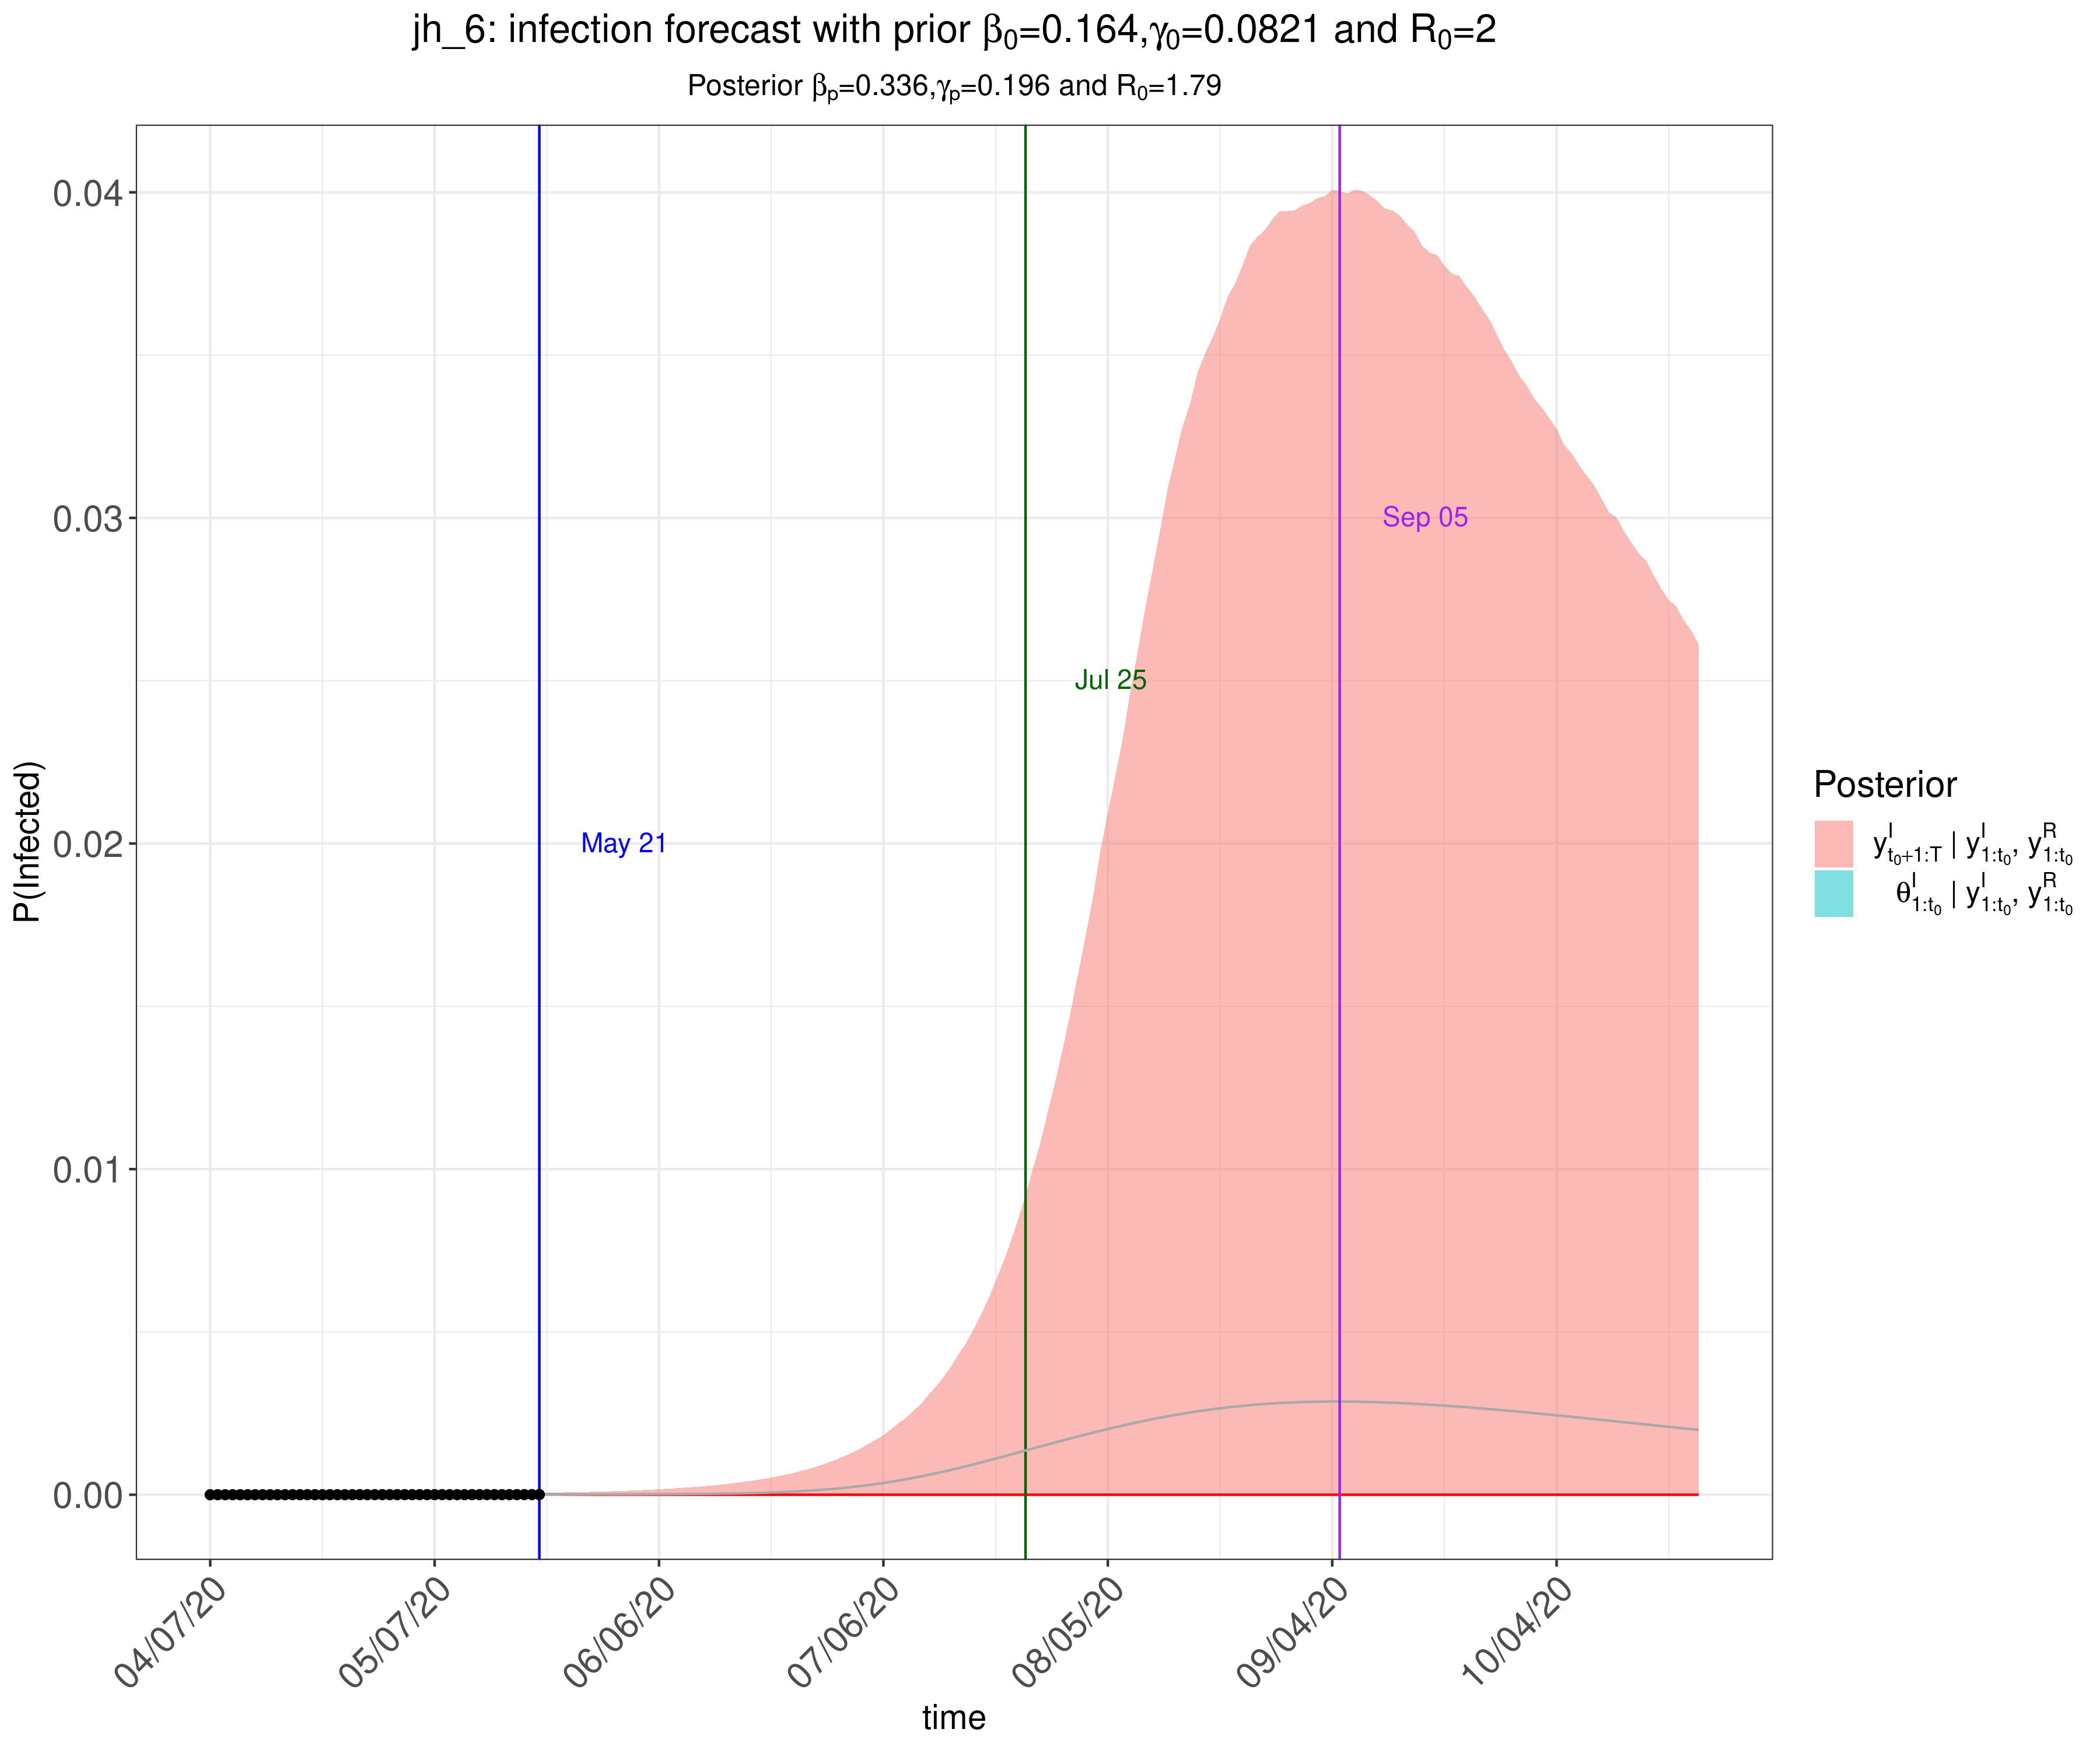 jh_6: infection forecast with prior β₀=0.164,γ₀=0.0821 and R₀=2
Posterior βₚ=0.336,γₚ=0.196 and R₀=1.79
P(Infected)
0.04
0.03
0.02
0.01
0.00
Sep 05
Jul 25
May 21
Posterior
y^I_{t₀+1:T} | y^I_{1:t₀}, y^R_{1:t₀}
θ^I_{1:t₀} | y^I_{1:t₀}, y^R_{1:t₀}
04/07/20
05/07/20
06/06/20
07/06/20
08/05/20
09/04/20
10/04/20
time